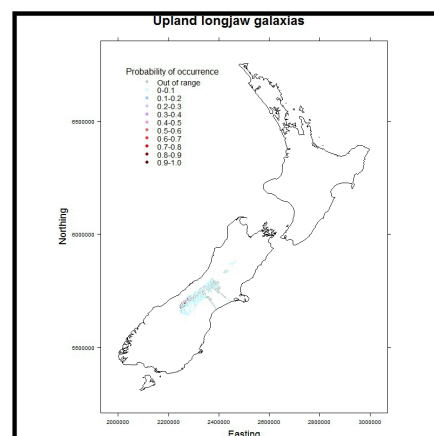 Upland longjaw galaxias
Probability of occurrence
Out of range
0-0.1
0.1-0.2
0.2-0.3
0.3-0.4
0.4-0.5
0.5-0.6
0.6-0.7
0.7-0.8
0.8-0.9
0.9-1.0
Northing
6500000
6000000
5500000
2000000 2200000 2400000 2600000 2800000 3000000
Easting